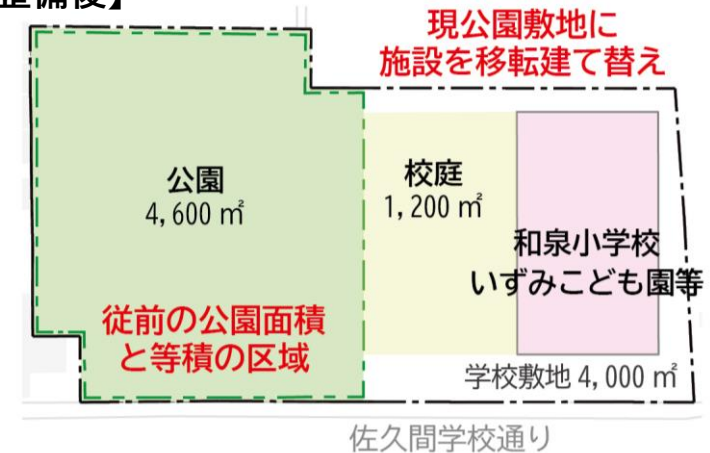 整備後】
現公園敷地に
施設を移転建て替え
公園
4,600 ㎡
校庭
1,200 ㎡
和泉小学校
いずみこども園等
従前の公園面積
と等積の区域
学校敷地 4,000 ㎡
佐久間学校通り